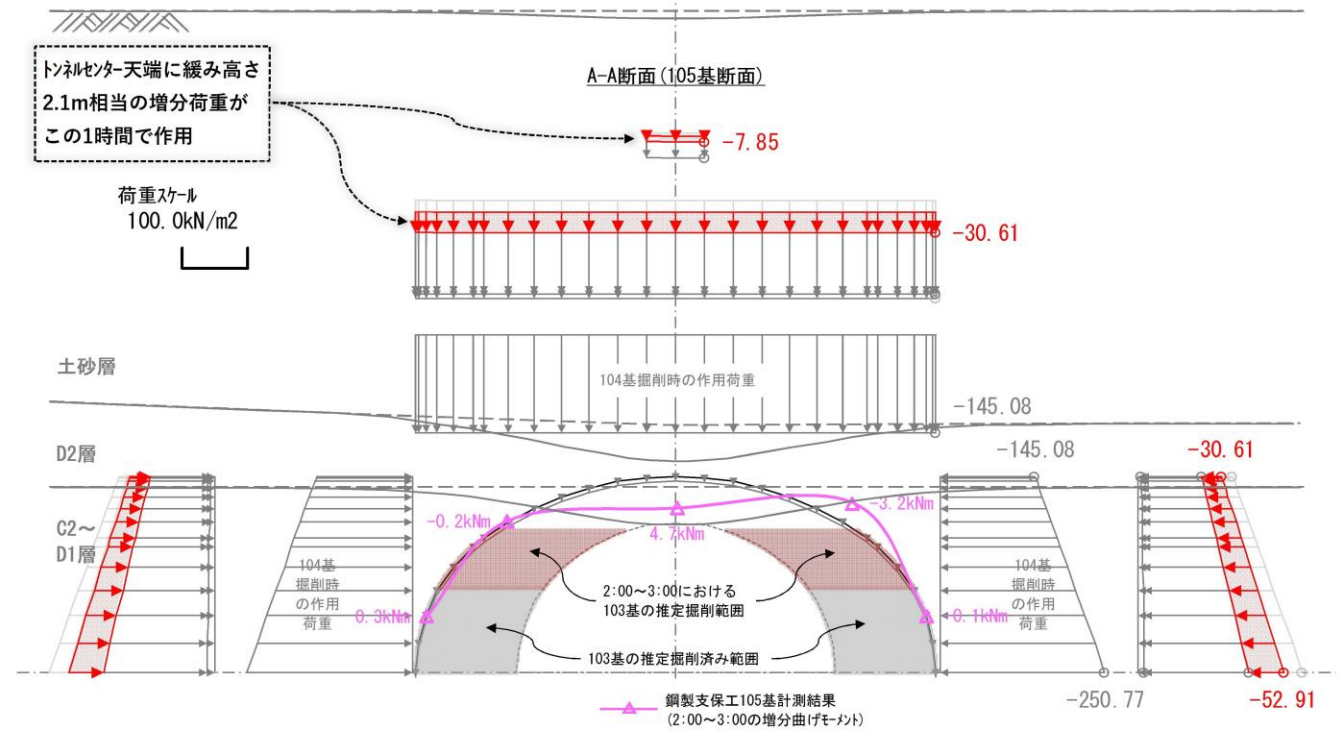 トンネルセンター天端に緩み高さ
2.1m相当の増分荷重が
この1時間で作用
A-A断面(105基断面)
-7.85
荷重スケール
100.0kN/m2
-30.61
土砂層
104基掘削時の作用荷重
-145.08
D2層
-145.08
-30.61
C2～
D1層
-0.2kNm
4.7kNm
-3.2kNm
104基
掘削時
の作用
荷重
104基
掘削時
の作用
荷重
2:00～3:00における
103基の推定掘削範囲
0.3kNm
0.1kNm
103基の推定掘削済み範囲
鋼製支保工105基計測結果
(2:00～3:00の増分曲げモーメント)
-250.77
-52.91